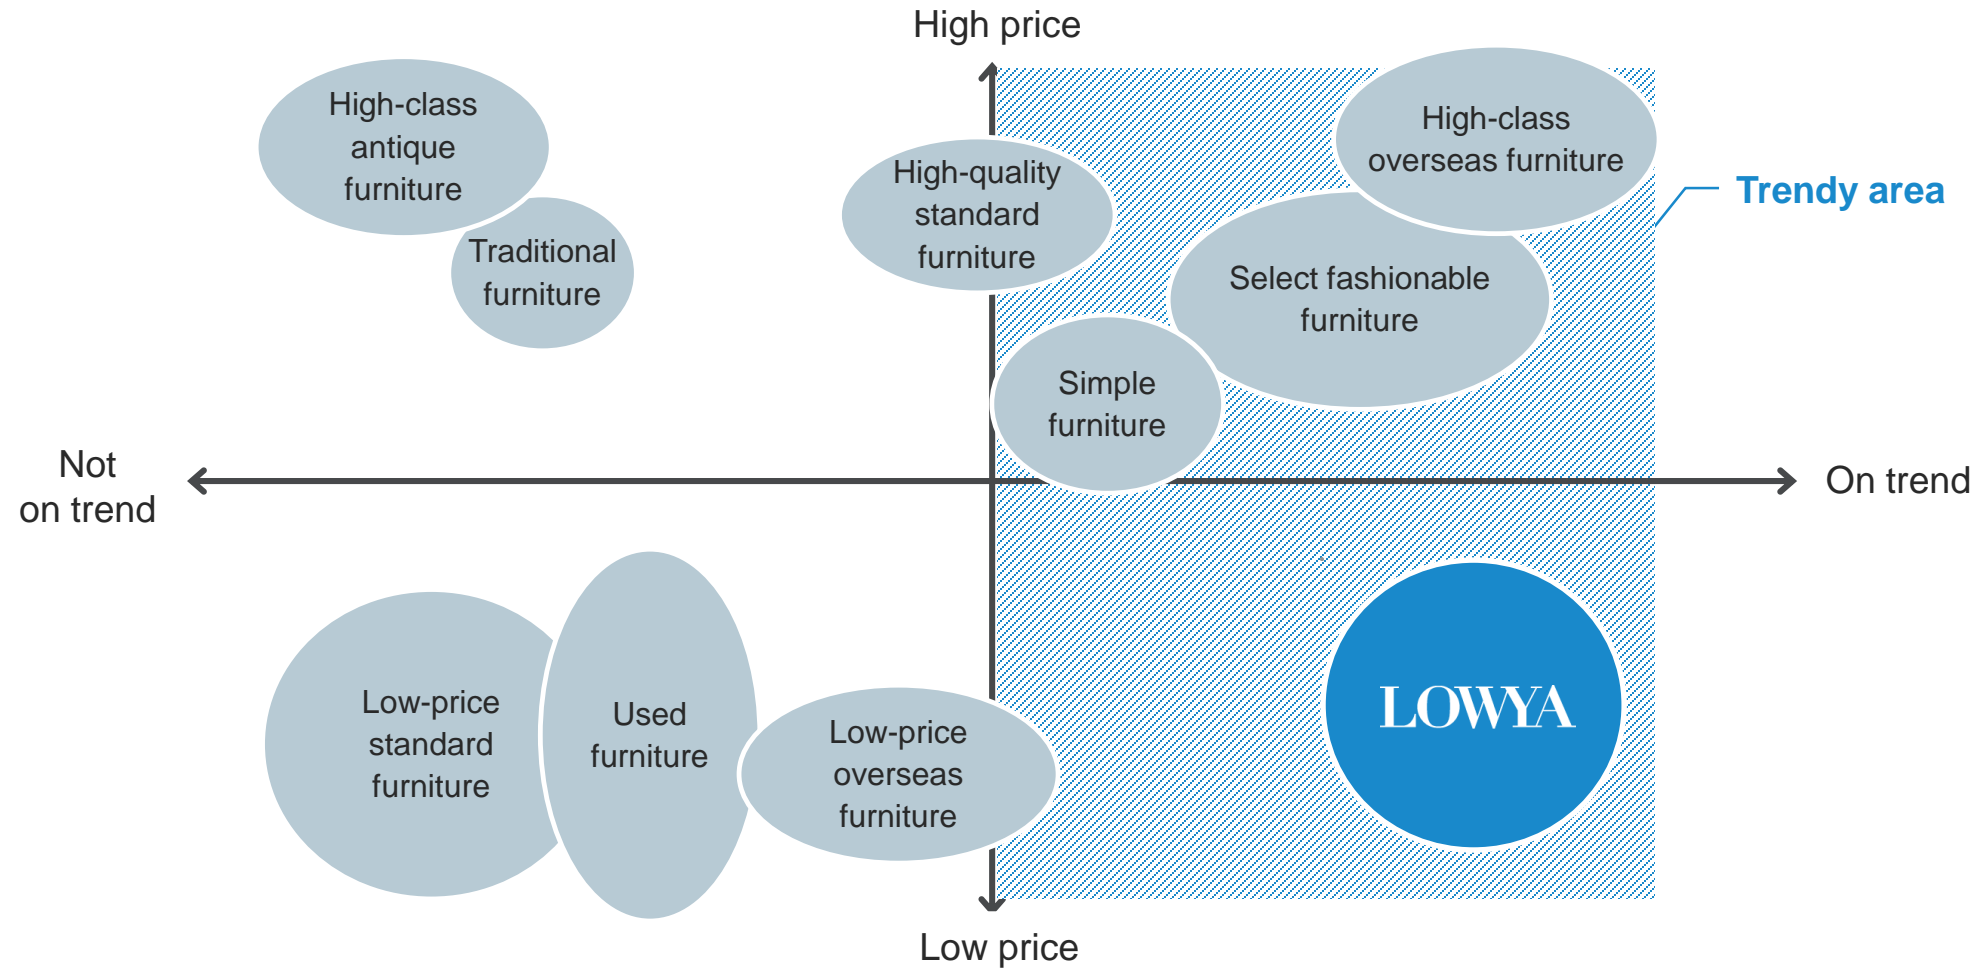 High price
High-class
antique
furniture
Traditional
furniture
High-quality
standard
furniture
High-class
overseas furniture
Trendy area
Select fashionable
furniture
Simple
furniture
Not
on trend
On trend
Low-price
standard
furniture
Used
furniture
Low-price
overseas
furniture
LOWYA
Low price